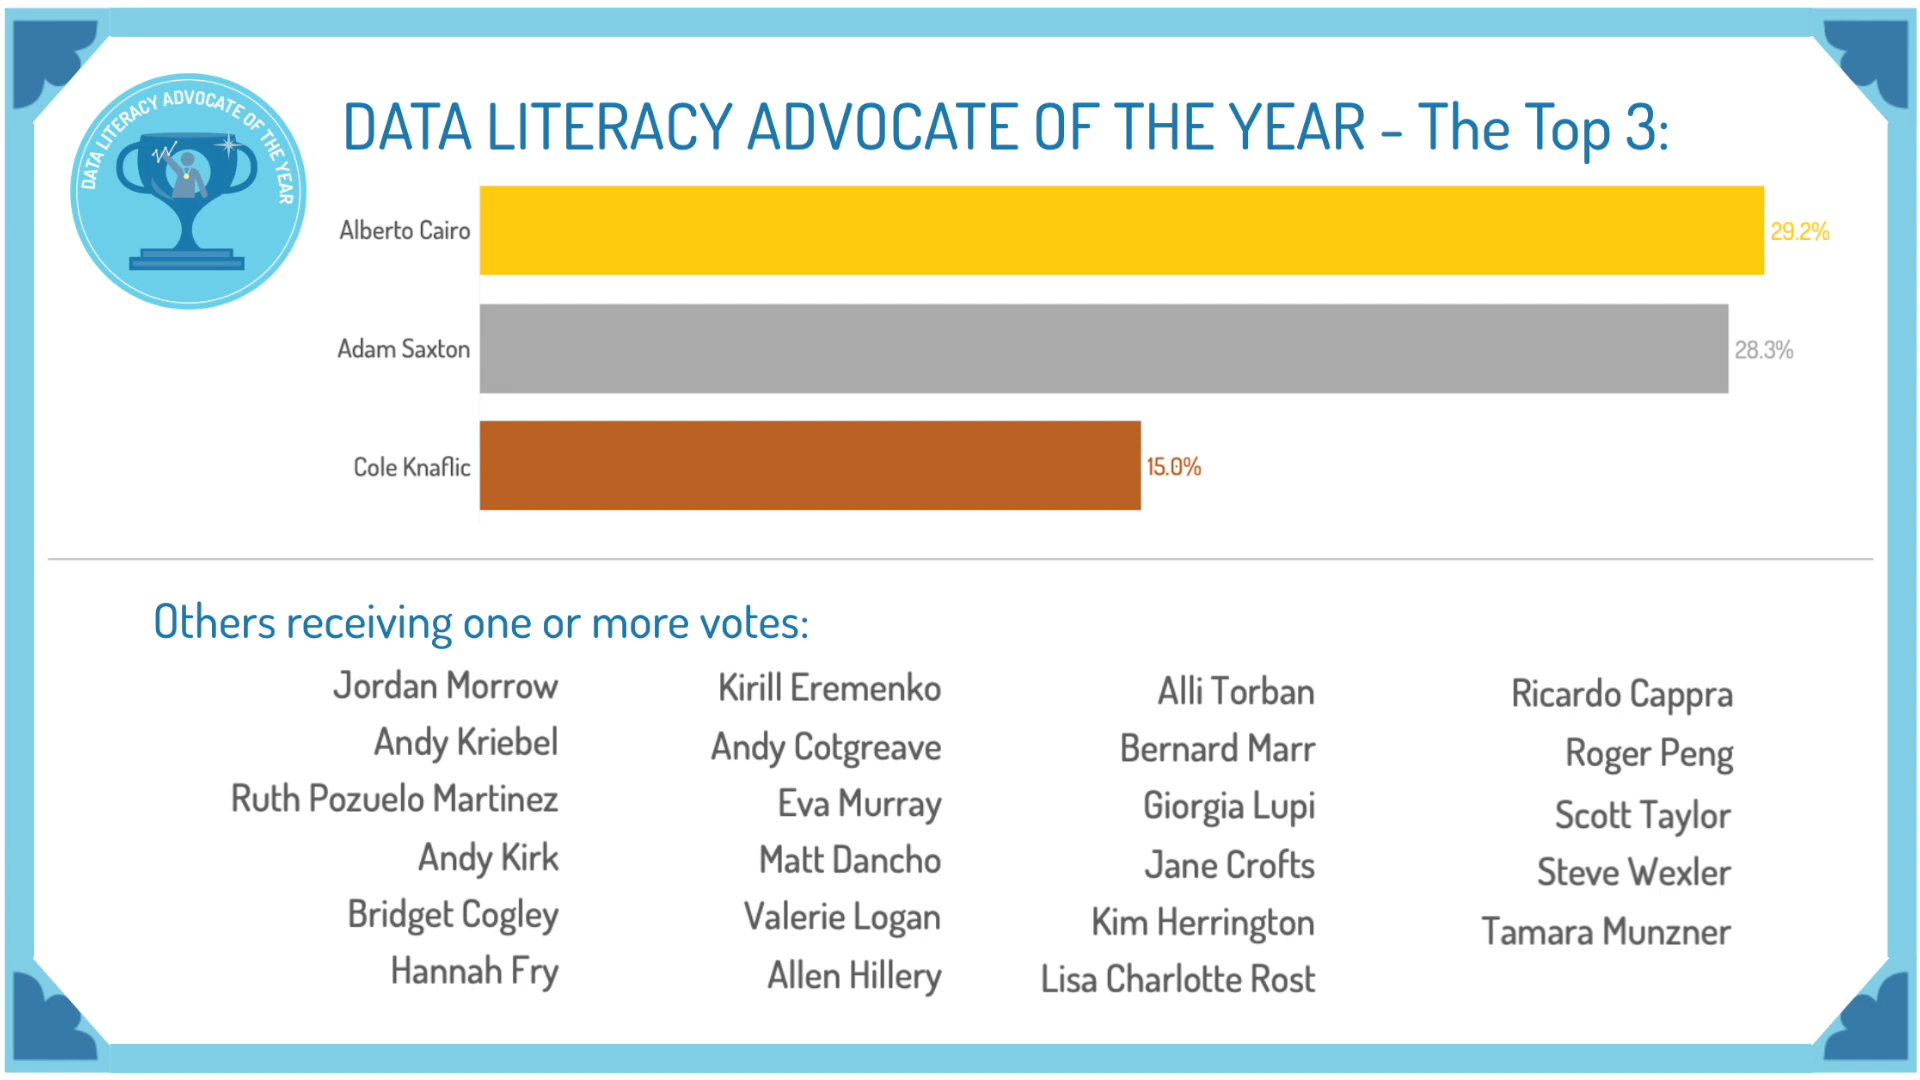 DATA LITERACY ADVOCATE OF THE YEAR
DATA LITERACY ADVOCATE OF THE YEAR - The Top 3:
Alberto Cairo 29.2%
Adam Saxton 28.3%
Cole Knaflic 15.0%
Others receiving one or more votes:
Jordan Morrow
Andy Kriebel
Ruth Pozuelo Martinez
Andy Kirk
Bridget Cogley
Hannah Fry
Kirill Eremenko
Andy Cotgreave
Eva Murray
Matt Dancho
Valerie Logan
Allen Hillery
Alli Torban
Bernard Marr
Giorgia Lupi
Jane Crofts
Kim Herrington
Lisa Charlotte Rost
Ricardo Cappra
Roger Peng
Scott Taylor
Steve Wexler
Tamara Munzner